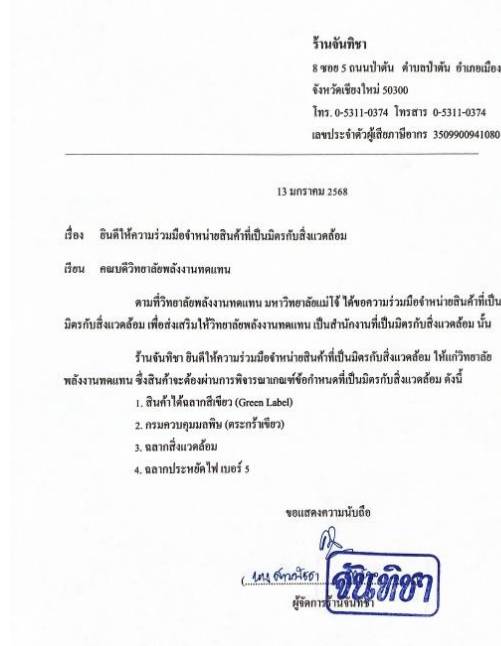 ร้านจันทิชา
8 ซอย 5 ถนนป่าตัน ตำบลป่าตัน อำเภอเมือง
จังหวัดเชียงใหม่ 50300
โทร. 0-5311-0374 โทรสาร 0-5311-0374
เลขประจำตัวผู้เสียภาษีอากร 3509900941080
13 มกราคม 2568
เรื่อง ยินดีให้ความร่วมมือจำหน่ายสินค้าที่เป็นมิตรกับสิ่งแวดล้อม
เรียน คณบดีวิทยาลัยพลังงานทดแทน
ตามที่วิทยาลัยพลังงานทดแทน มหาวิทยาลัยแม่โจ้ ได้ขอความร่วมมือจำหน่ายสินค้าที่เป็น
มิตรกับสิ่งแวดล้อม เพื่อส่งเสริมให้วิทยาลัยพลังงานทดแทน เป็นสำนักงานที่เป็นมิตรกับสิ่งแวดล้อม นั้น
ร้านจันทิชา ยินดีให้ความร่วมมือจำหน่ายสินค้าที่เป็นมิตรกับสิ่งแวดล้อม ให้แก่วิทยาลัย
พลังงานทดแทน ซึ่งสินค้าจะต้องผ่านการพิจารณาเกณฑ์ข้อกำหนดที่เป็นมิตรกับสิ่งแวดล้อม ดังนี้
1. สินค้าได้ฉลากสีเขียว (Green Label)
2. กรมควบคุมมลพิษ (ตระกร้าเขียว)
3. ฉลากสิ่งแวดล้อม
4. ฉลากประหยัดไฟ เบอร์ 5
ขอแสดงความนับถือ
จันทิชา
ผู้จัดการร้านจันทิชา